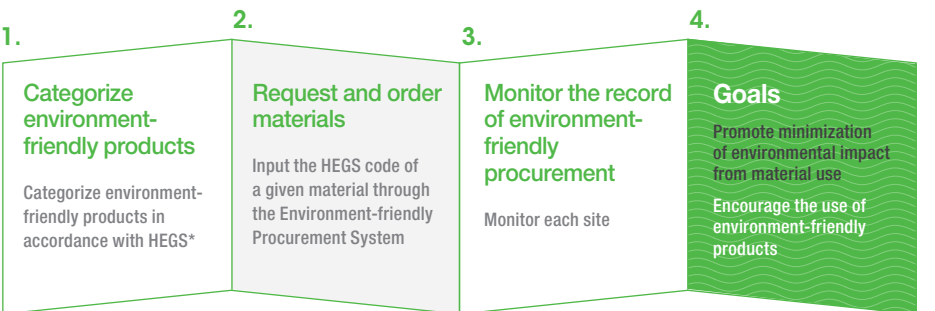 1.
Categorize
environment-
friendly products
Categorize environment-
friendly products in
accordance with HEGS*
2.
Request and order
materials
Input the HEGS code of
a given material through
the Environment-friendly
Procurement System
3.
Monitor the record
of environment-
friendly
procurement
Monitor each site
4.
Goals
Promote minimization
of environmental impact
from material use
Encourage the use of
environment-friendly
products